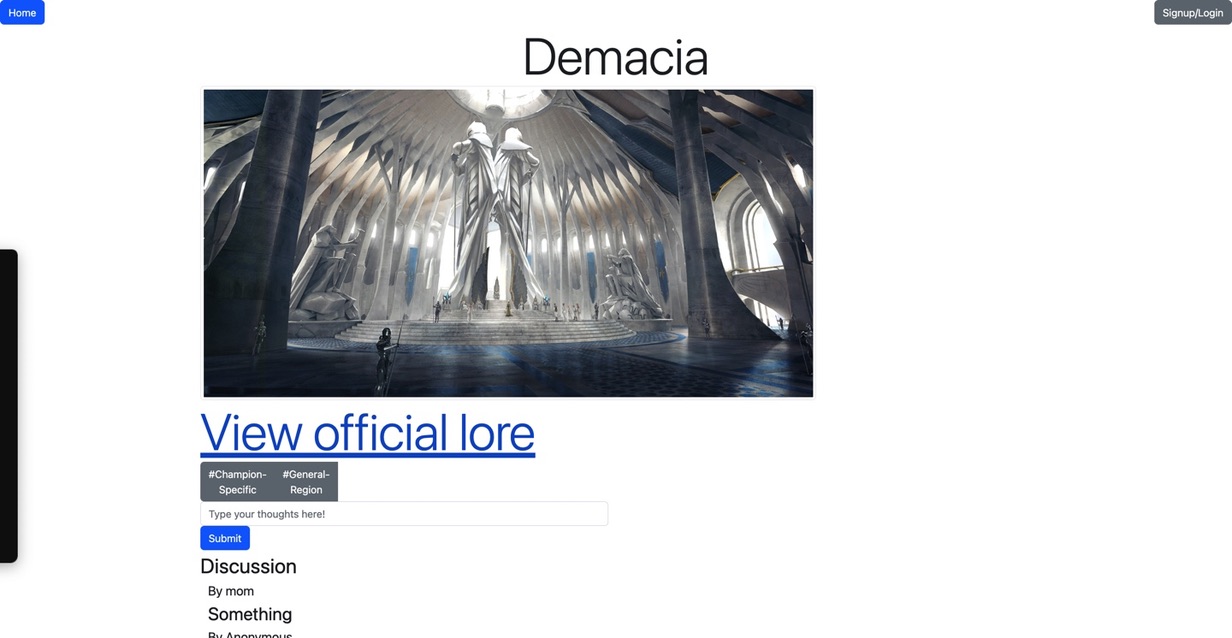 Home
Signup/Login
Demacia
View official lore
#Champion-
Specific
#General-
Region
Type your thoughts here!
Submit
Discussion
By mom
Something
By Anonymous